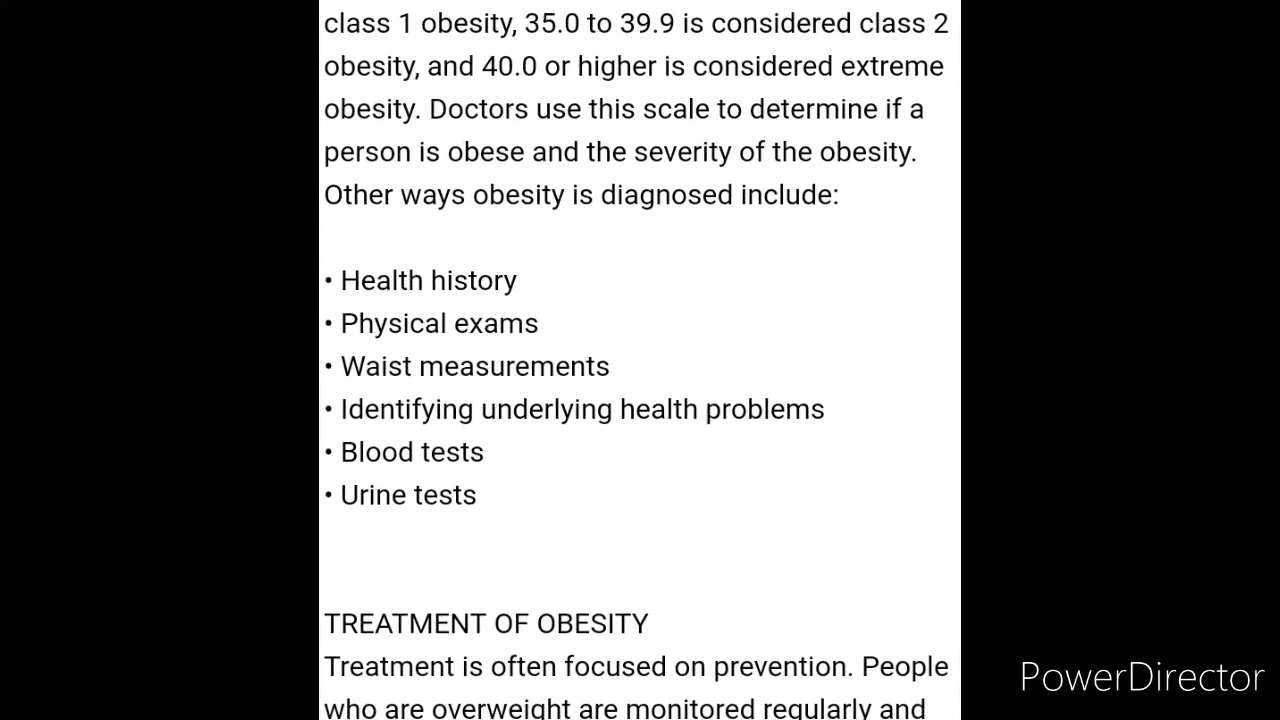 class 1 obesity, 35.0 to 39.9 is considered class 2
obesity, and 40.0 or higher is considered extreme
obesity. Doctors use this scale to determine if a
person is obese and the severity of the obesity.
Other ways obesity is diagnosed include:
• Health history
• Physical exams
• Waist measurements
• Identifying underlying health problems
• Blood tests
• Urine tests
TREATMENT OF OBESITY
Treatment is often focused on prevention. People
who are overweight are monitored regularly and
PowerDirector